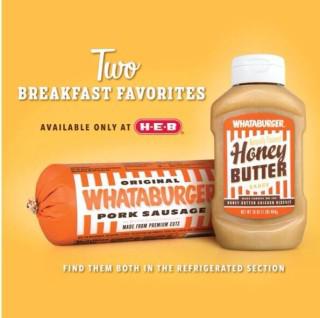 Two
BREAKFAST FAVORITES
AVAILABLE ONLY AT H-E-B
WHATABURGER
Honey
BUTTER
ORIGINAL
WHATABURGER
PORK SAUSAGE
MADE FROM PREMIUM CUTS
HONEY BUTTER CHICKEN BISCUIT
FIND THEM BOTH IN THE REFRIGERATED SECTION